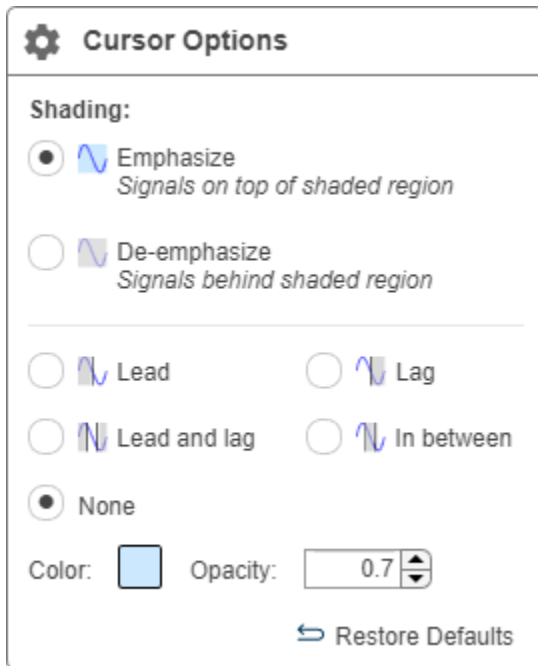 Cursor Options
Shading:
Emphasize
Signals on top of shaded region
De-emphasize
Signals behind shaded region
Lead
Lag
Lead and lag
In between
None
Color:
Opacity:
0.7
Restore Defaults